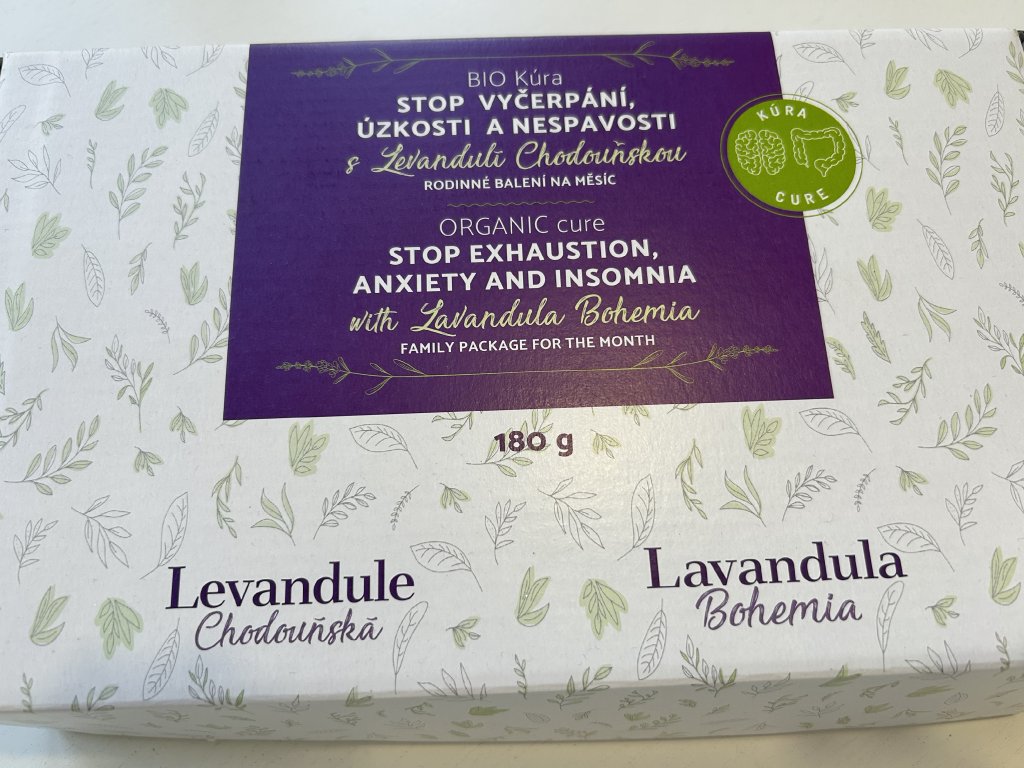 BIO Kúra
STOP VYČERPÁNÍ,
ÚZKOSTI A NESPAVOSTI
s Levandulí Chodouňskou
RODINNÉ BALENÍ NA MĚSÍC
ORGANIC cure
STOP EXHAUSTION,
ANXIETY AND INSOMNIA
with Lavandula Bohemia
FAMILY PACKAGE FOR THE MONTH
KÚRA
CURE
180 g
Levandule
Chodouňská
Lavandula
Bohemia